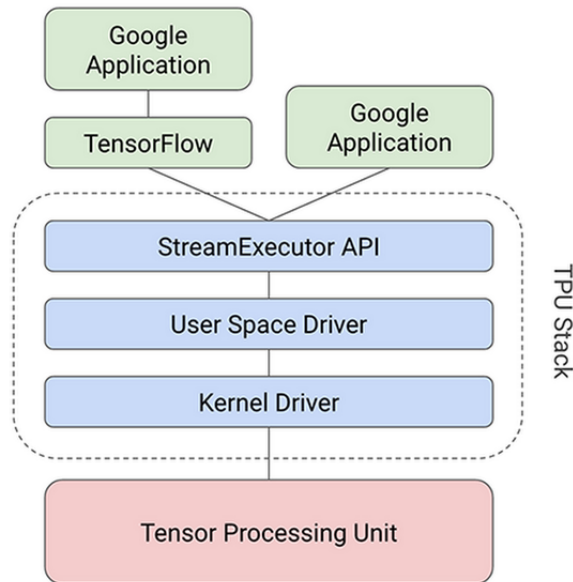 Google
Application
TensorFlow
Google
Application
StreamExecutor API
User Space Driver
Kernel Driver
TPU Stack
Tensor Processing Unit